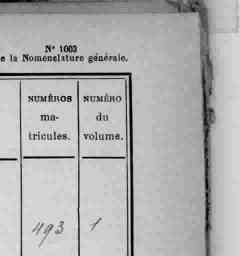 N° 1003
e la Nomenclature générale.
NUMÉROS NUMÉRO
ma- du
tricules. volume.
493 1